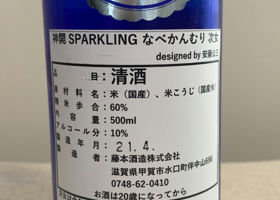 神開 SPARKLING なべかんむり 次女
designed by 安藤
品目：清酒
原材料名：米（国産）、米こうじ（国産米）
精米歩合：60%
内容量：500ml
アルコール分：10%
製造年月：21.4.
製造者：藤本酒造株式会社
滋賀県甲賀市水口町伴中山696
0748-62-0410
お酒は20歳になってから